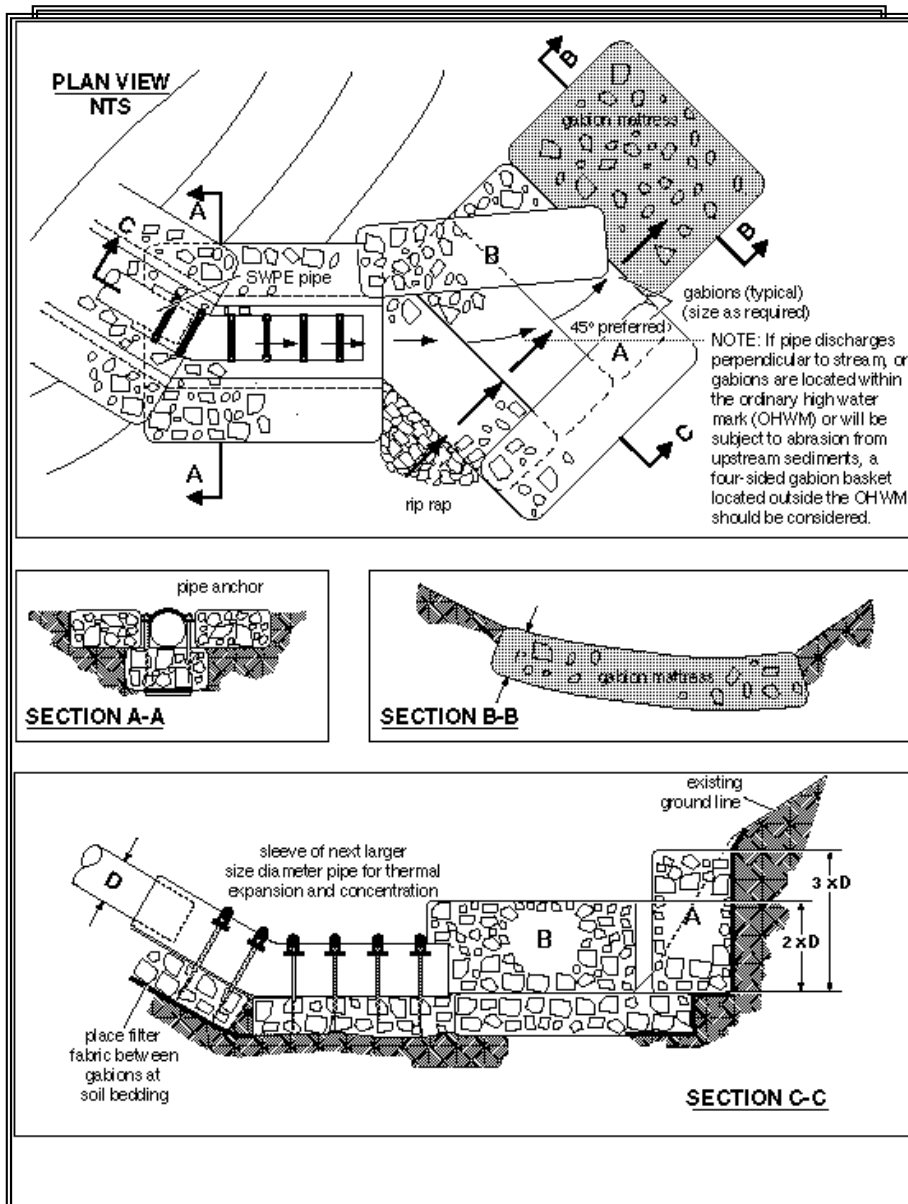 PLAN VIEW
NTS
B
D
gabion mattress
A
C
B
SWPE pipe
B
gabions (typical)
(size as required)
45º preferred
A
NOTE: If pipe discharges
perpendicular to stream, or
gabions are located within
the ordinary high water
mark (OHWM) or will be
subject to abrasion from
upstream sediments, a
four-sided gabion basket
located outside the OHWM
should be considered.
C
A
rip rap
pipe anchor
SECTION A-A
gabion mattress
SECTION B-B
existing
ground line
sleeve of next larger
size diameter pipe for thermal
expansion and concentration
D
3 x D
A
B
2 x D
place filter
fabric between
gabions at
soil bedding
SECTION C-C